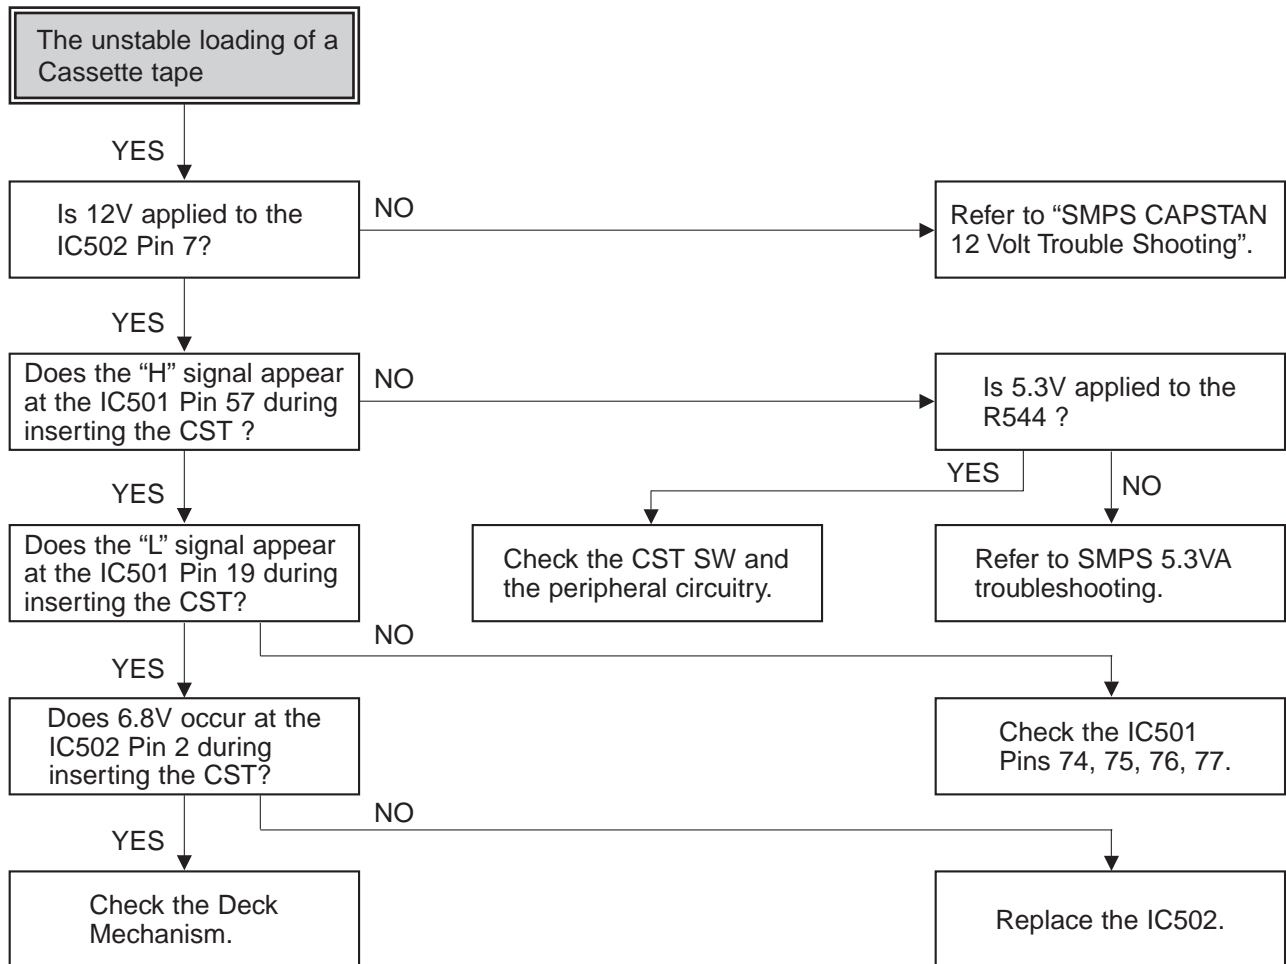 The unstable loading of a
Cassette tape
YES
Is 12V applied to the
IC502 Pin 7?
NO
Refer to “SMPS CAPSTAN
12 Volt Trouble Shooting”.
YES
Does the “H” signal appear
at the IC501 Pin 57 during
inserting the CST ?
NO
Is 5.3V applied to the
R544 ?
YES
NO
YES
Does the “L” signal appear
at the IC501 Pin 19 during
inserting the CST?
Check the CST SW and
the peripheral circuitry.
Refer to SMPS 5.3VA
troubleshooting.
NO
YES
Does 6.8V occur at the
IC502 Pin 2 during
inserting the CST?
Check the IC501
Pins 74, 75, 76, 77.
NO
YES
Check the Deck
Mechanism.
Replace the IC502.